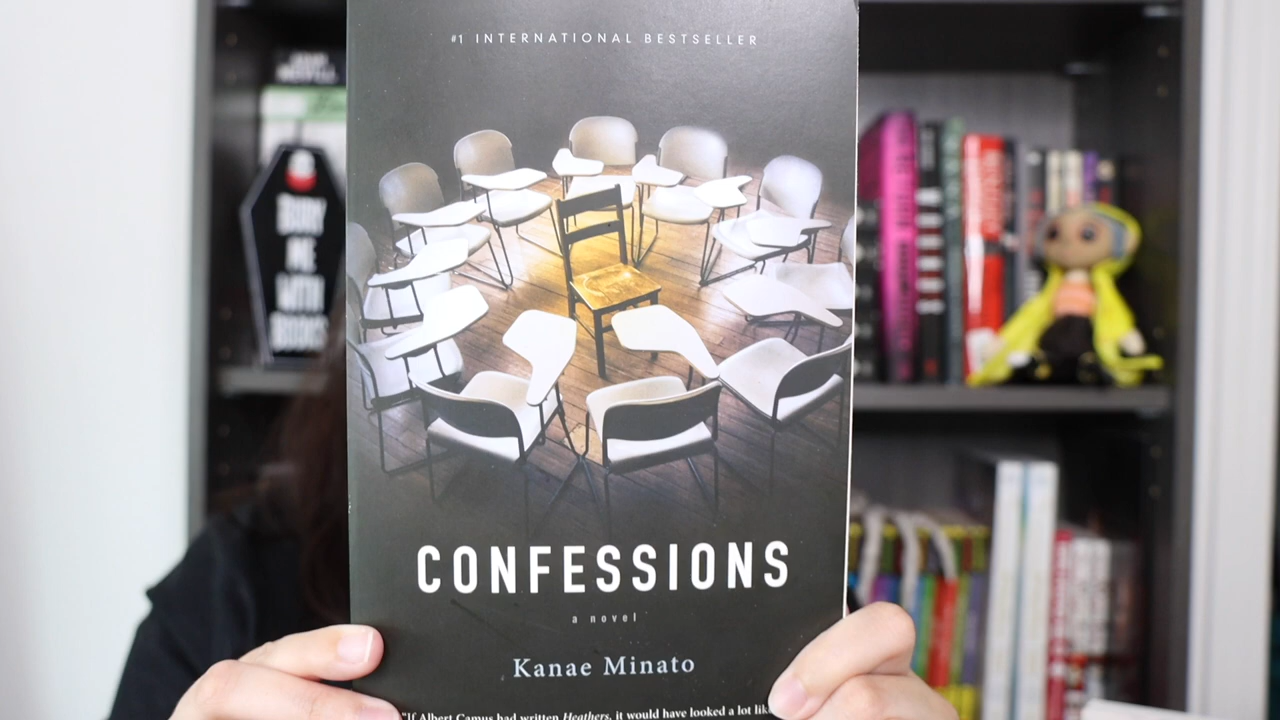 #1 INTERNATIONAL BESTSELLER
CONFESSIONS
a novel
Kanae Minato
"If Albert Camus had written Heathers, it would have looked a lot like
BURY
ME
WITH
BOOKS